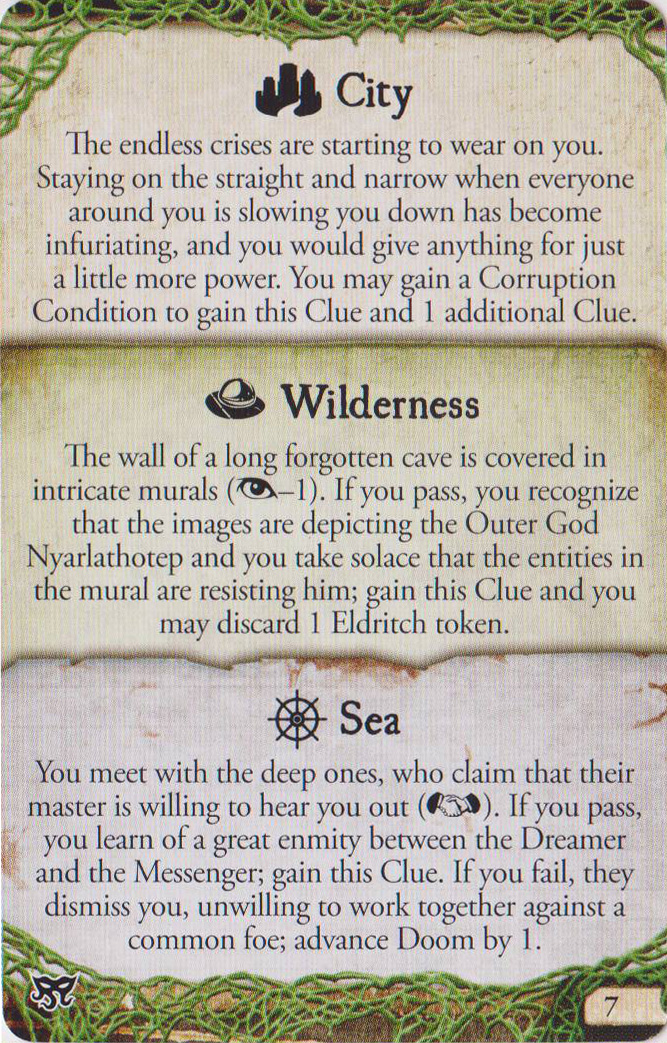 City
The endless crises are starting to wear on you.
Staying on the straight and narrow when everyone
around you is slowing you down has become
infuriating, and you would give anything for just
a little more power. You may gain a Corruption
Condition to gain this Clue and 1 additional Clue.
Wilderness
The wall of a long forgotten cave is covered in
intricate murals (–1). If you pass, you recognize
that the images are depicting the Outer God
Nyarlathotep and you take solace that the entities in
the mural are resisting him; gain this Clue and you
may discard 1 Eldritch token.
Sea
You meet with the deep ones, who claim that their
master is willing to hear you out ( ). If you pass,
you learn of a great enmity between the Dreamer
and the Messenger; gain this Clue. If you fail, they
dismiss you, unwilling to work together against a
common foe; advance Doom by 1.
7